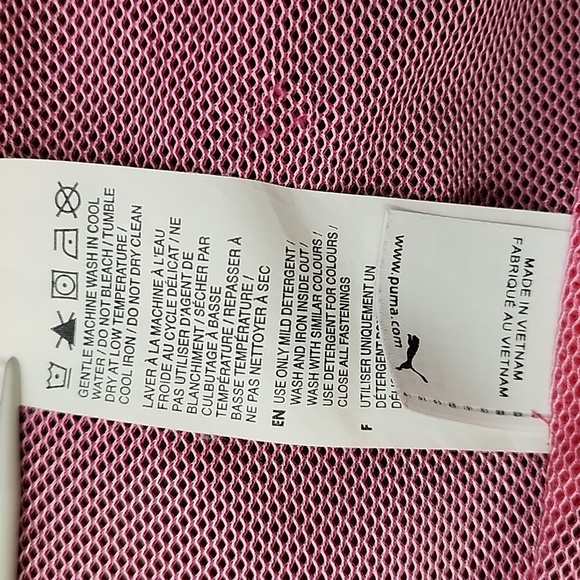 GENTLE MACHINE WASH IN COOL
WATER / DO NOT BLEACH / TUMBLE
DRY AT LOW TEMPERATURE /
COOL IRON / DO NOT DRY CLEAN
LAVER À LA MACHINE À L'EAU
FROIDE AU CYCLE DÉLICAT / NE
PAS UTILISER D'AGENT DE
BLANCHIMENT / SÉCHER PAR
CULBUTAGE À BASSE
TEMPÉRATURE / REPASSER À
BASSE TEMPÉRATURE /
NE PAS NETTOYER À SEC
EN USE ONLY MILD DETERGENT /
WASH AND IRON INSIDE OUT /
WASH WITH SIMILAR COLOURS /
USE DETERGENT FOR COLOURS /
CLOSE ALL FASTENINGS
F UTILISER UNIQUEMENT UN
DÉTERGENT
www.puma.com
MADE IN VIETNAM
FABRIQUÉ AU VIETNAM